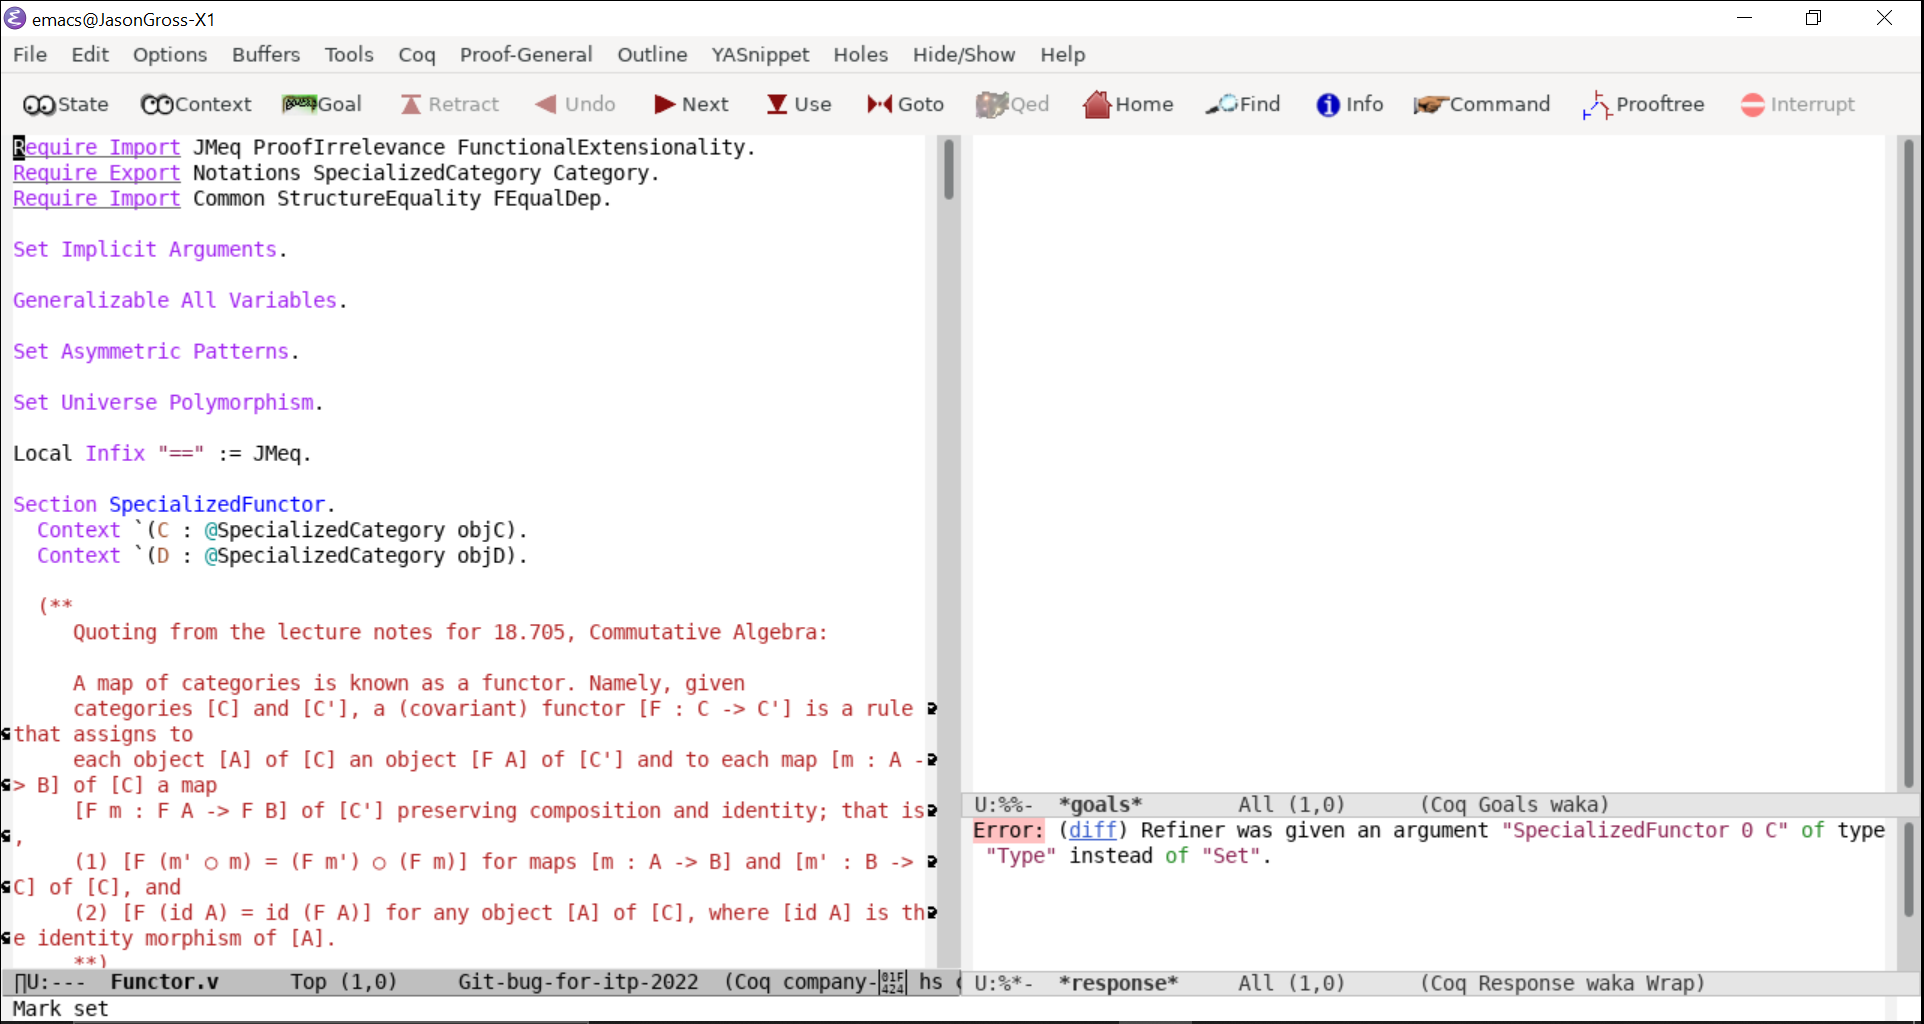 emacs@JasonGross-X1
File Edit Options Buffers Tools Coq Proof-General Outline YASnippet Holes Hide/Show Help
State Context Goal Retract Undo Next Use Goto Qed Home Find Info Command Prooftree Interrupt
Require Import JMeq ProofIrrelevance FunctionalExtensionality.
Require Export Notations SpecializedCategory Category.
Require Import Common StructureEquality FEqualDep.
Set Implicit Arguments.
Generalizable All Variables.
Set Asymmetric Patterns.
Set Universe Polymorphism.
Local Infix "==" := JMeq.
Section SpecializedFunctor.
Context `(C : @SpecializedCategory objC).
Context `(D : @SpecializedCategory objD).
(**
Quoting from the lecture notes for 18.705, Commutative Algebra:
A map of categories is known as a functor. Namely, given
categories [C] and [C'], a (covariant) functor [F : C -> C'] is a rule
that assigns to
each object [A] of [C] an object [F A] of [C'] and to each map [m : A -
> B] of [C] a map
[F m : F A -> F B] of [C'] preserving composition and identity; that is
,
(1) [F (m' ○ m) = (F m') ○ (F m)] for maps [m : A -> B] and [m' : B ->
C] of [C], and
(2) [F (id A) = id (F A)] for any object [A] of [C], where [id A] is th
e identity morphism of [A].
**)
U:--- Functor.v Top (1,0) Git-bug-for-itp-2022 (Coq company-01F424 hs
Mark set
U:%%- *goals* All (1,0) (Coq Goals waka)
Error: (diff) Refiner was given an argument "SpecializedFunctor 0 C" of type
"Type" instead of "Set".
U:%*- *response* All (1,0) (Coq Response waka Wrap)